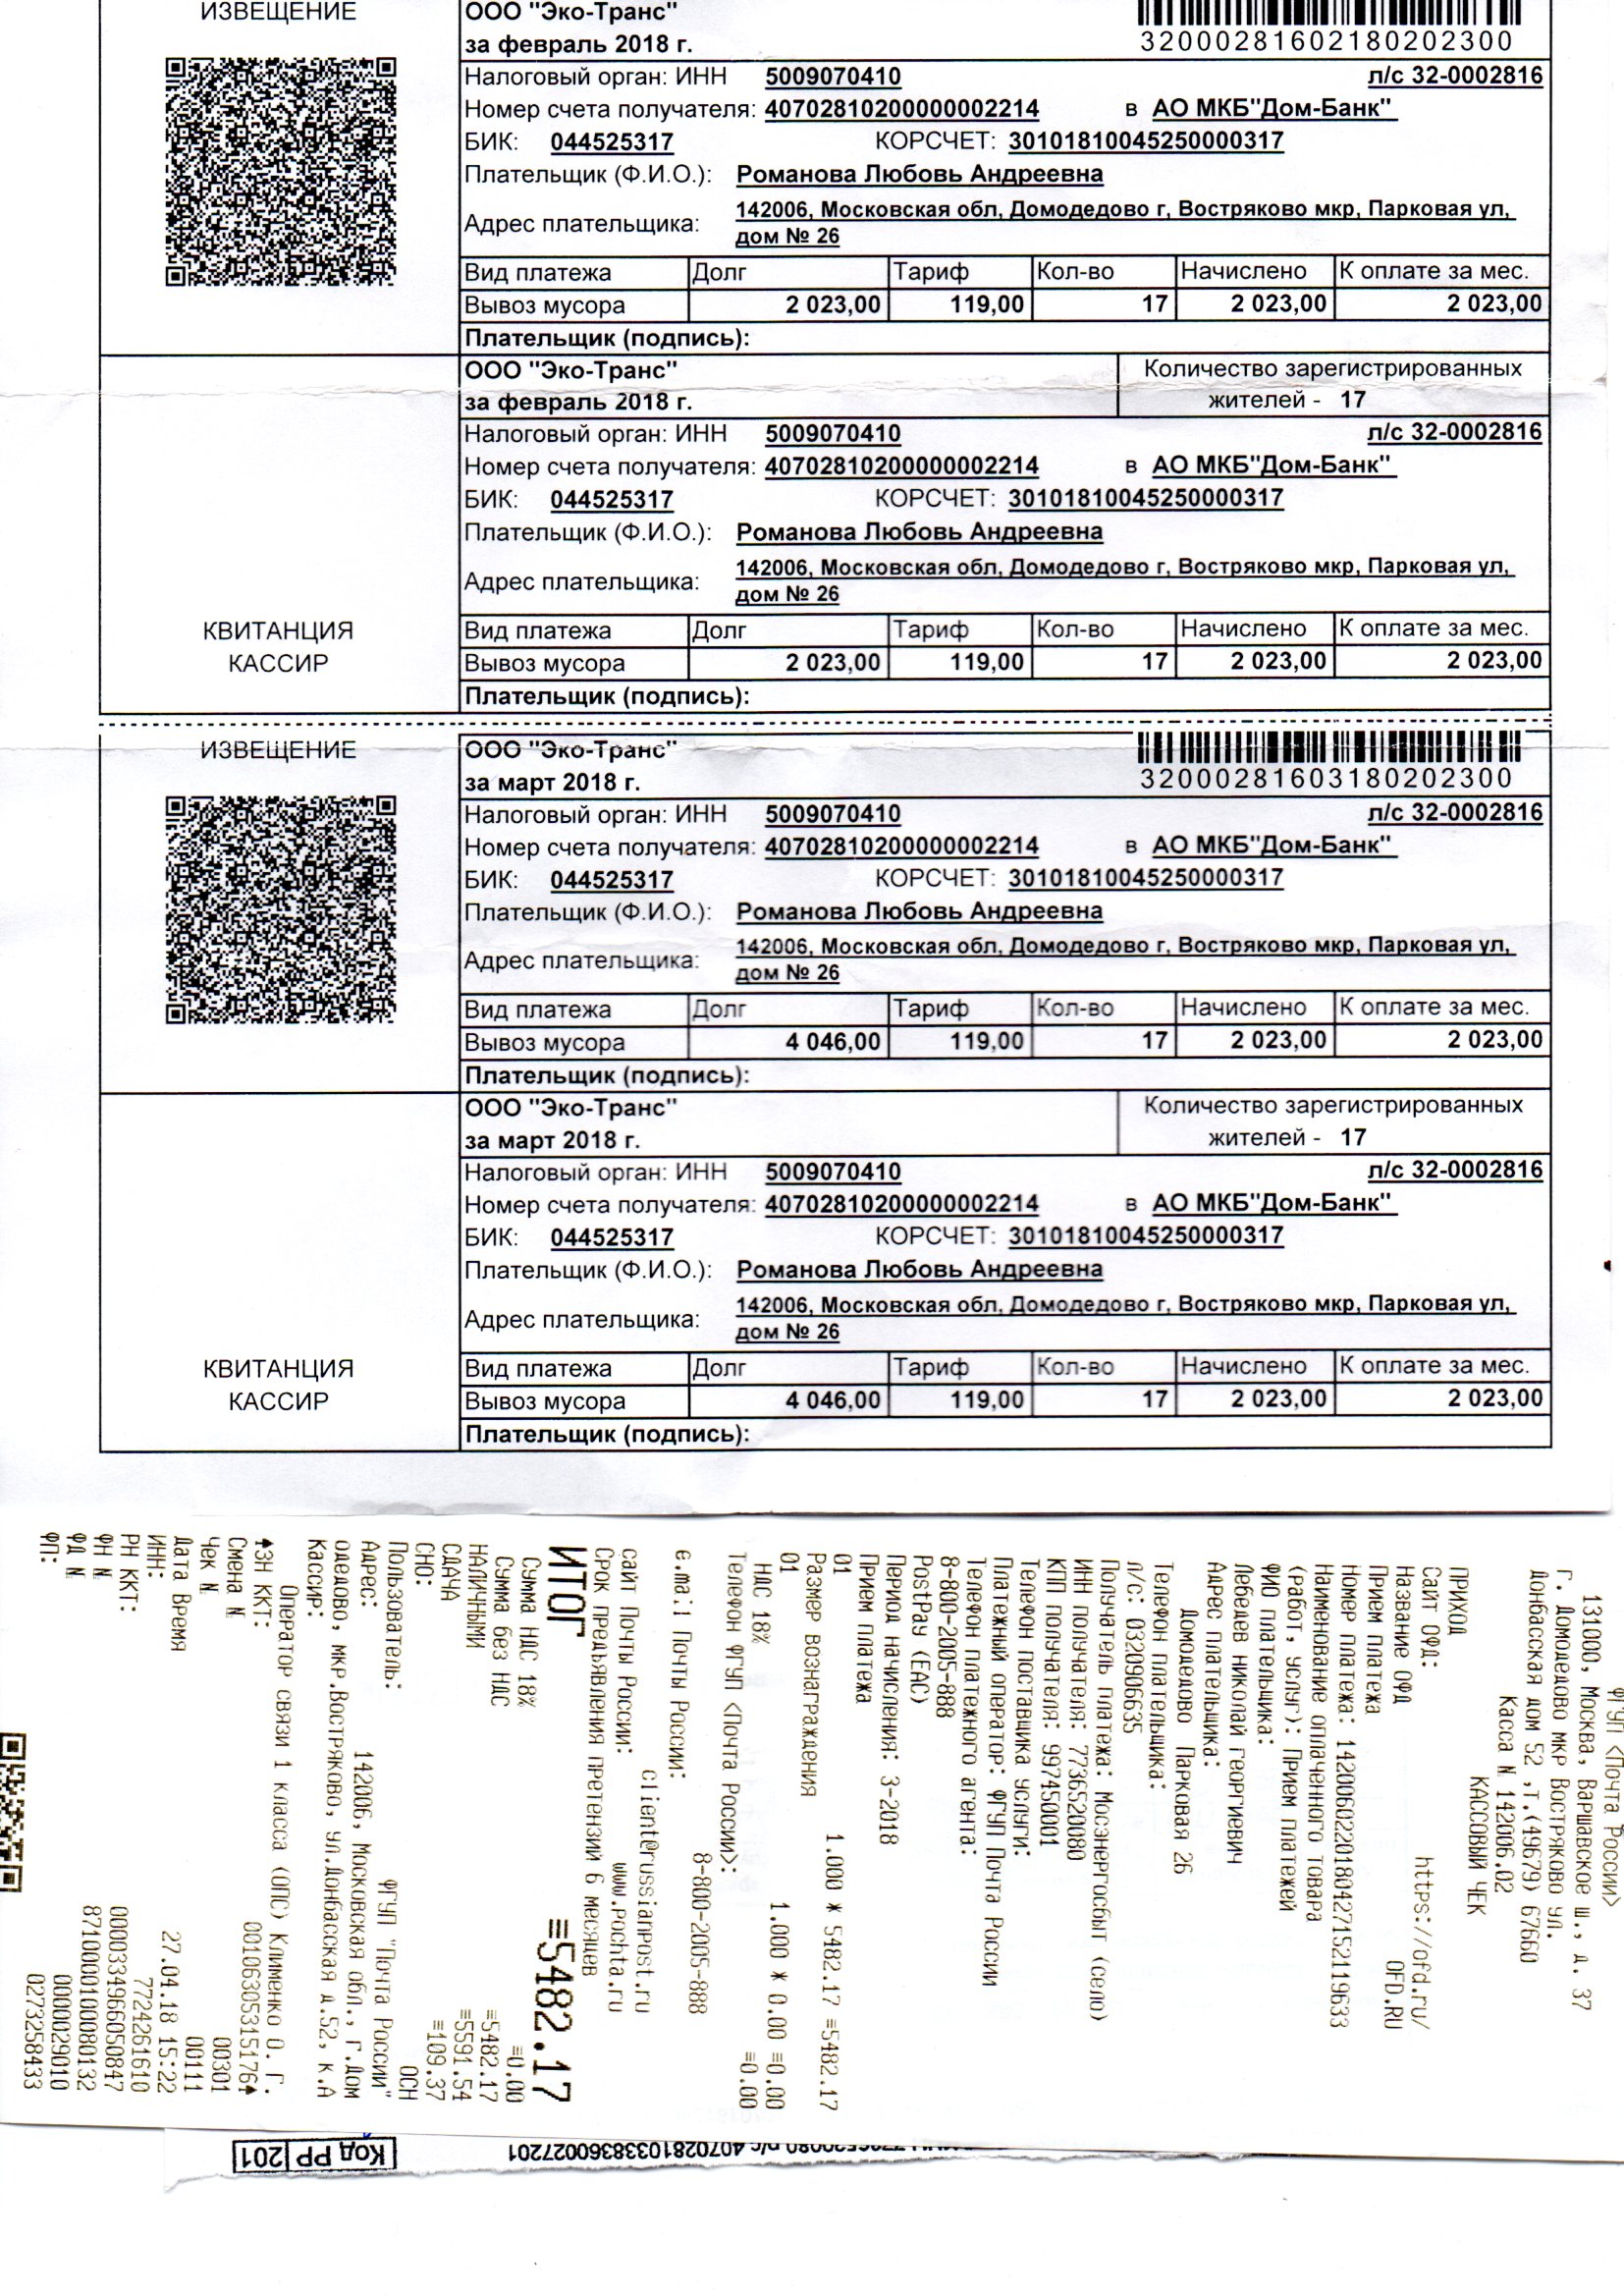 ИЗВЕЩЕНИЕ
ООО "Эко-Транс"
за февраль 2018 г.
32000281602180202300
Налоговый орган: ИНН 5009070410 л/с 32-0002816
Номер счета получателя: 40702810200000002214 в АО МКБ"Дом-Банк"
БИК: 044525317 КОРСЧЕТ: 30101810045250000317
Плательщик (Ф.И.О.): Романова Любовь Андреевна
Адрес плательщика: 142006, Московская обл, Домодедово г, Востряково мкр, Парковая ул,
дом № 26
Вид платежа Долг Тариф Кол-во Начислено К оплате за мес.
Вывоз мусора 2 023,00 119,00 17 2 023,00 2 023,00
Плательщик (подпись):
ООО "Эко-Транс" Количество зарегистрированных
за февраль 2018 г. жителей - 17
Налоговый орган: ИНН 5009070410 л/с 32-0002816
Номер счета получателя: 40702810200000002214 в АО МКБ"Дом-Банк"
БИК: 044525317 КОРСЧЕТ: 30101810045250000317
Плательщик (Ф.И.О.): Романова Любовь Андреевна
Адрес плательщика: 142006, Московская обл, Домодедово г, Востряково мкр, Парковая ул,
дом № 26
КВИТАНЦИЯ
КАССИР
Вид платежа Долг Тариф Кол-во Начислено К оплате за мес.
Вывоз мусора 2 023,00 119,00 17 2 023,00 2 023,00
Плательщик (подпись):
ИЗВЕЩЕНИЕ
ООО "Эко-Транс"
за март 2018 г.
32000281603180202300
Налоговый орган: ИНН 5009070410 л/с 32-0002816
Номер счета получателя: 40702810200000002214 в АО МКБ"Дом-Банк"
БИК: 044525317 КОРСЧЕТ: 30101810045250000317
Плательщик (Ф.И.О.): Романова Любовь Андреевна
Адрес плательщика: 142006, Московская обл, Домодедово г, Востряково мкр, Парковая ул,
дом № 26
Вид платежа Долг Тариф Кол-во Начислено К оплате за мес.
Вывоз мусора 4 046,00 119,00 17 2 023,00 2 023,00
Плательщик (подпись):
ООО "Эко-Транс" Количество зарегистрированных
за март 2018 г. жителей - 17
Налоговый орган: ИНН 5009070410 л/с 32-0002816
Номер счета получателя: 40702810200000002214 в АО МКБ"Дом-Банк"
БИК: 044525317 КОРСЧЕТ: 30101810045250000317
Плательщик (Ф.И.О.): Романова Любовь Андреевна
Адрес плательщика: 142006, Московская обл, Домодедово г, Востряково мкр, Парковая ул,
дом № 26
КВИТАНЦИЯ
КАССИР
Вид платежа Долг Тариф Кол-во Начислено К оплате за мес.
Вывоз мусора 4 046,00 119,00 17 2 023,00 2 023,00
Плательщик (подпись):
ФГУП <Почта России>
131000, Москва, Варшавское ш., д. 37
г. Домодедово мкр Востряково ул.
Донбасская дом 52 ,т.(49679) 67660
Касса N 142006.02
КАССОВЫЙ ЧЕК
ПРИХОД
Сайт ОФД: https://ofd.ru/
Название ОФД OFD.RU
Прием платежа
Номер платежа: 14200602201804271521119633
Наименование оплаченного товара
(Работ, услуг): Прием платежей
ФИО плательщика:
Лебедев николай георгиевич
Адрес плательщика:
Домодедово Парковая 26
Телефон плательщика:
л/с: 0320906635
Получатель платежа: Мосэнергосбыт (село)
ИНН получателя: 7736520080
КПП получателя: 997450001
Телефон поставщика услуги:
Платежный оператор: ФГУП Почта России
Телефон платежного агента:
8-800-2005-888
PostPay (ЕАС)
Период начисления: 3-2018
Прием платежа
01 1.000 * 5482.17 =5482.17
Размер вознаграждения
01 1.000 * 0.00 =0.00
НДС 18% =0.00
Телефон ФГУП <Почта России>:
8-800-2005-888
e.mail Почты России:
client@russianpost.ru
сайт Почты России: www.pochta.ru
Срок предъявления претензий 6 месяцев
ИТОГ =5482.17
Сумма НДС 18% =0.00
Сумма без НДС =5482.17
НАЛИЧНЫМИ =5591.54
СДАЧА =109.37
СНО: ОСН
Пользователь: ФГУП "Почта России"
Адрес: 142006, Московская обл., г.Дом
одедово, мкр.Востряково, ул.Донбасская д.52, к.А
Кассир:
Оператор связи 1 класса (ОПС) Клименко О. Г.
ЗН ККТ: 00106305315176
Смена N 00301
Чек N 00111
Дата Время 27.04.18 15:22
ИНН: 7724261610
РН ККТ: 0000334966050847
ФН N 8710000100080132
ФД N 0000029010
ФП: 0273258433
р/с 40702810338360027201
Код РР 201